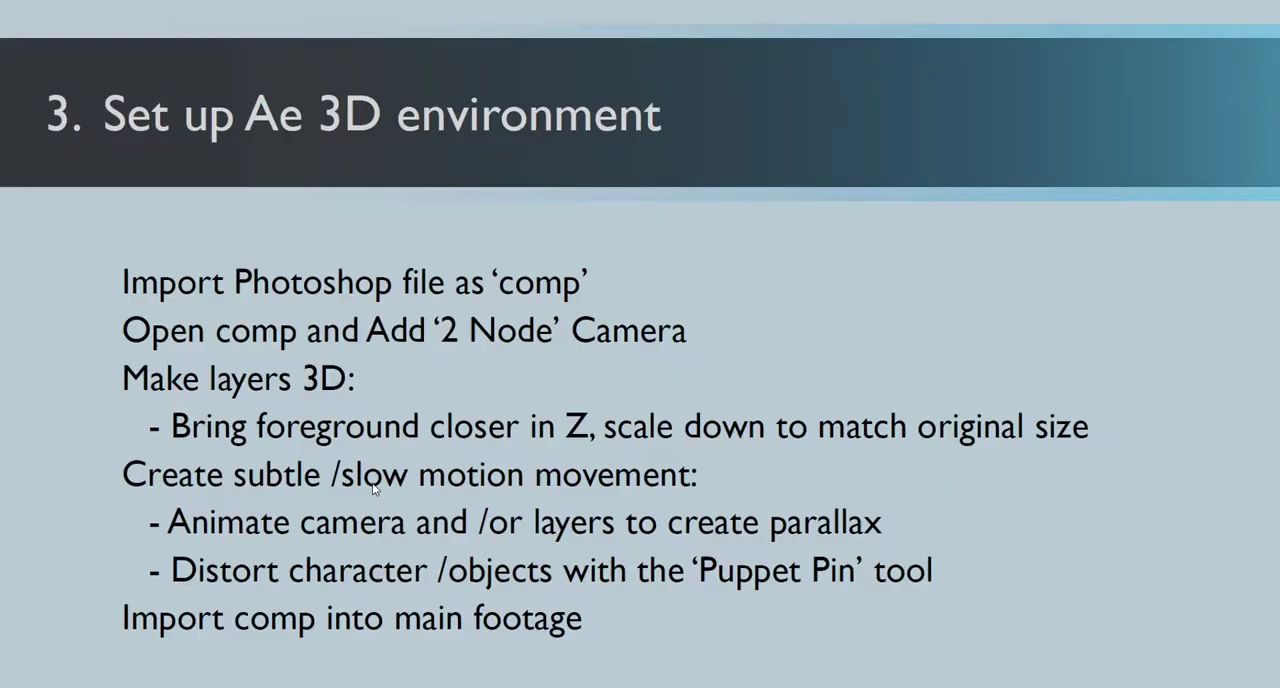 3. Set up Ae 3D environment
Import Photoshop file as ‘comp’
Open comp and Add ‘2 Node’ Camera
Make layers 3D:
- Bring foreground closer in Z, scale down to match original size
Create subtle /slow motion movement:
- Animate camera and /or layers to create parallax
- Distort character /objects with the ‘Puppet Pin’ tool
Import comp into main footage